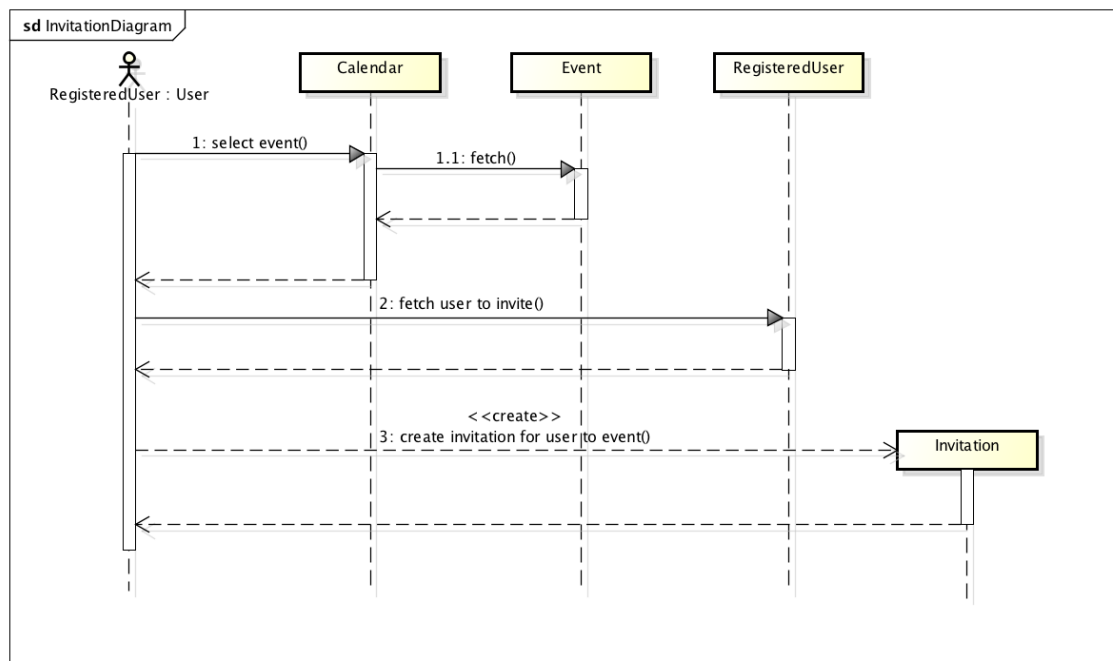 sd InvitationDiagram
RegisteredUser : User
Calendar
Event
RegisteredUser
1: select event()
1.1: fetch()
2: fetch user to invite()
<<create>>
3: create invitation for user to event()
Invitation